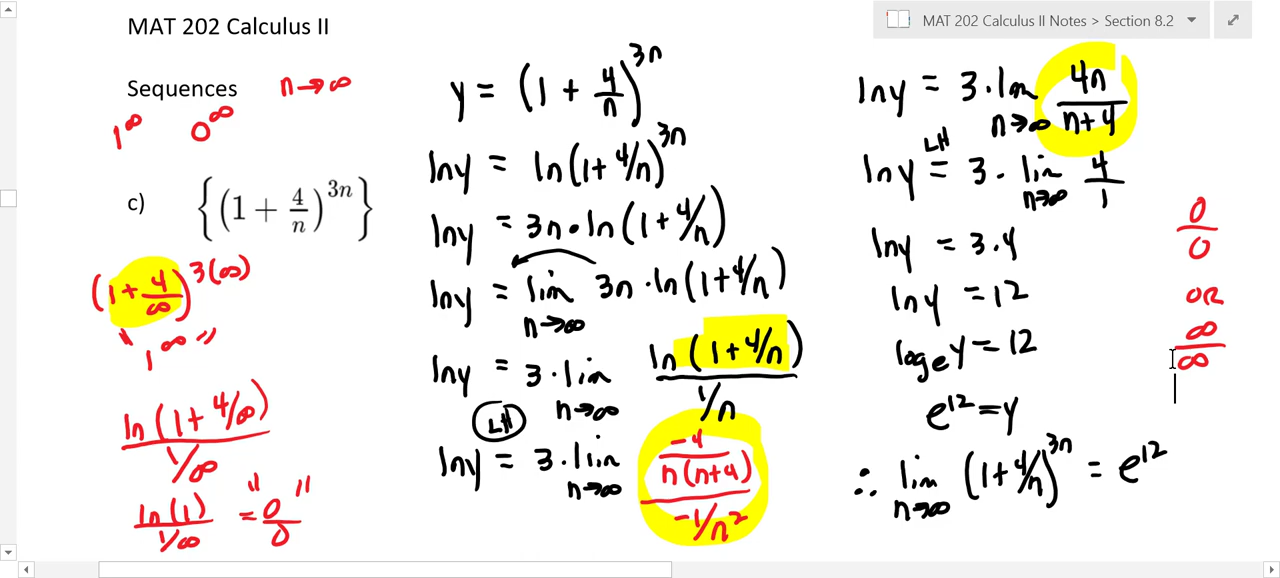 MAT 202 Calculus II
MAT 202 Calculus II Notes > Section 8.2
Sequences n→∞
1^∞ 0^∞
c) {(1 + 4/n)^{3n}}
(1 + 4/∞)^{3(∞)}
"1^∞"
ln(1 + 4/∞) / 1/∞
ln(1) / 1/∞ = "0/0"
y = (1 + 4/n)^{3n}
ln y = ln(1 + 4/n)^{3n}
ln y = 3n • ln(1 + 4/n)
ln y = lim n→∞ 3n · ln(1 + 4/n)
ln y = 3 · lim n→∞ ln(1 + 4/n) / 1/n
LH
ln y = 3 · lim n→∞ (-4 / n(n+4)) / (-1/n²)
ln y = 3 · lim n→∞ 4n / n+4
LH
ln y = 3 · lim n→∞ 4/1
ln y = 3.4
ln y = 12
log_e y = 12
e^{12} = y
∴ lim n→∞ (1 + 4/n)^{3n} = e^{12}
0/0
OR
∞/∞